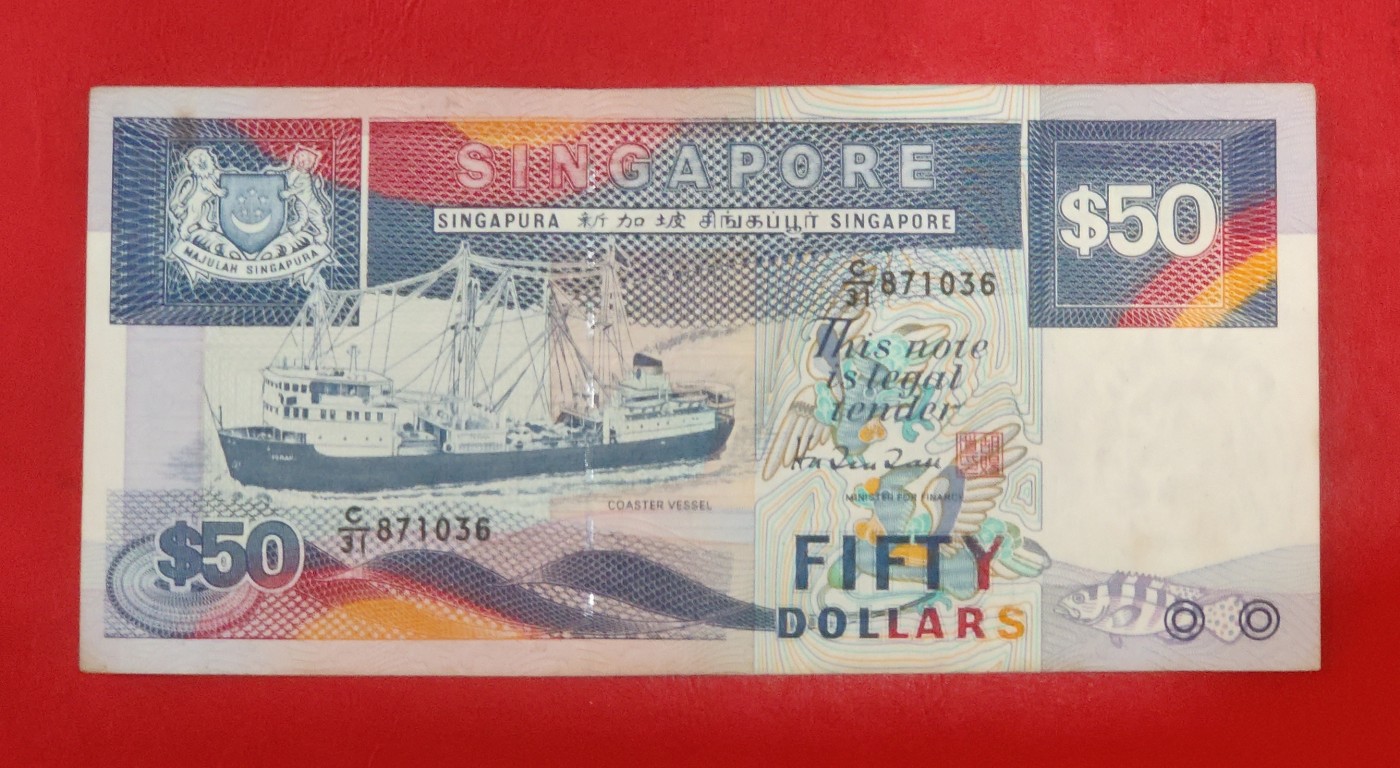 SINGAPORE
$50
SINGAPURA 新加坡 சிங்கப்பூர் SINGAPORE
MAJULAH SINGAPURA
C/31 871036
This note
is legal
tender
MINISTER FOR FINANCE
COASTER VESSEL
$50
C/31 871036
FIFTY
DOLLARS